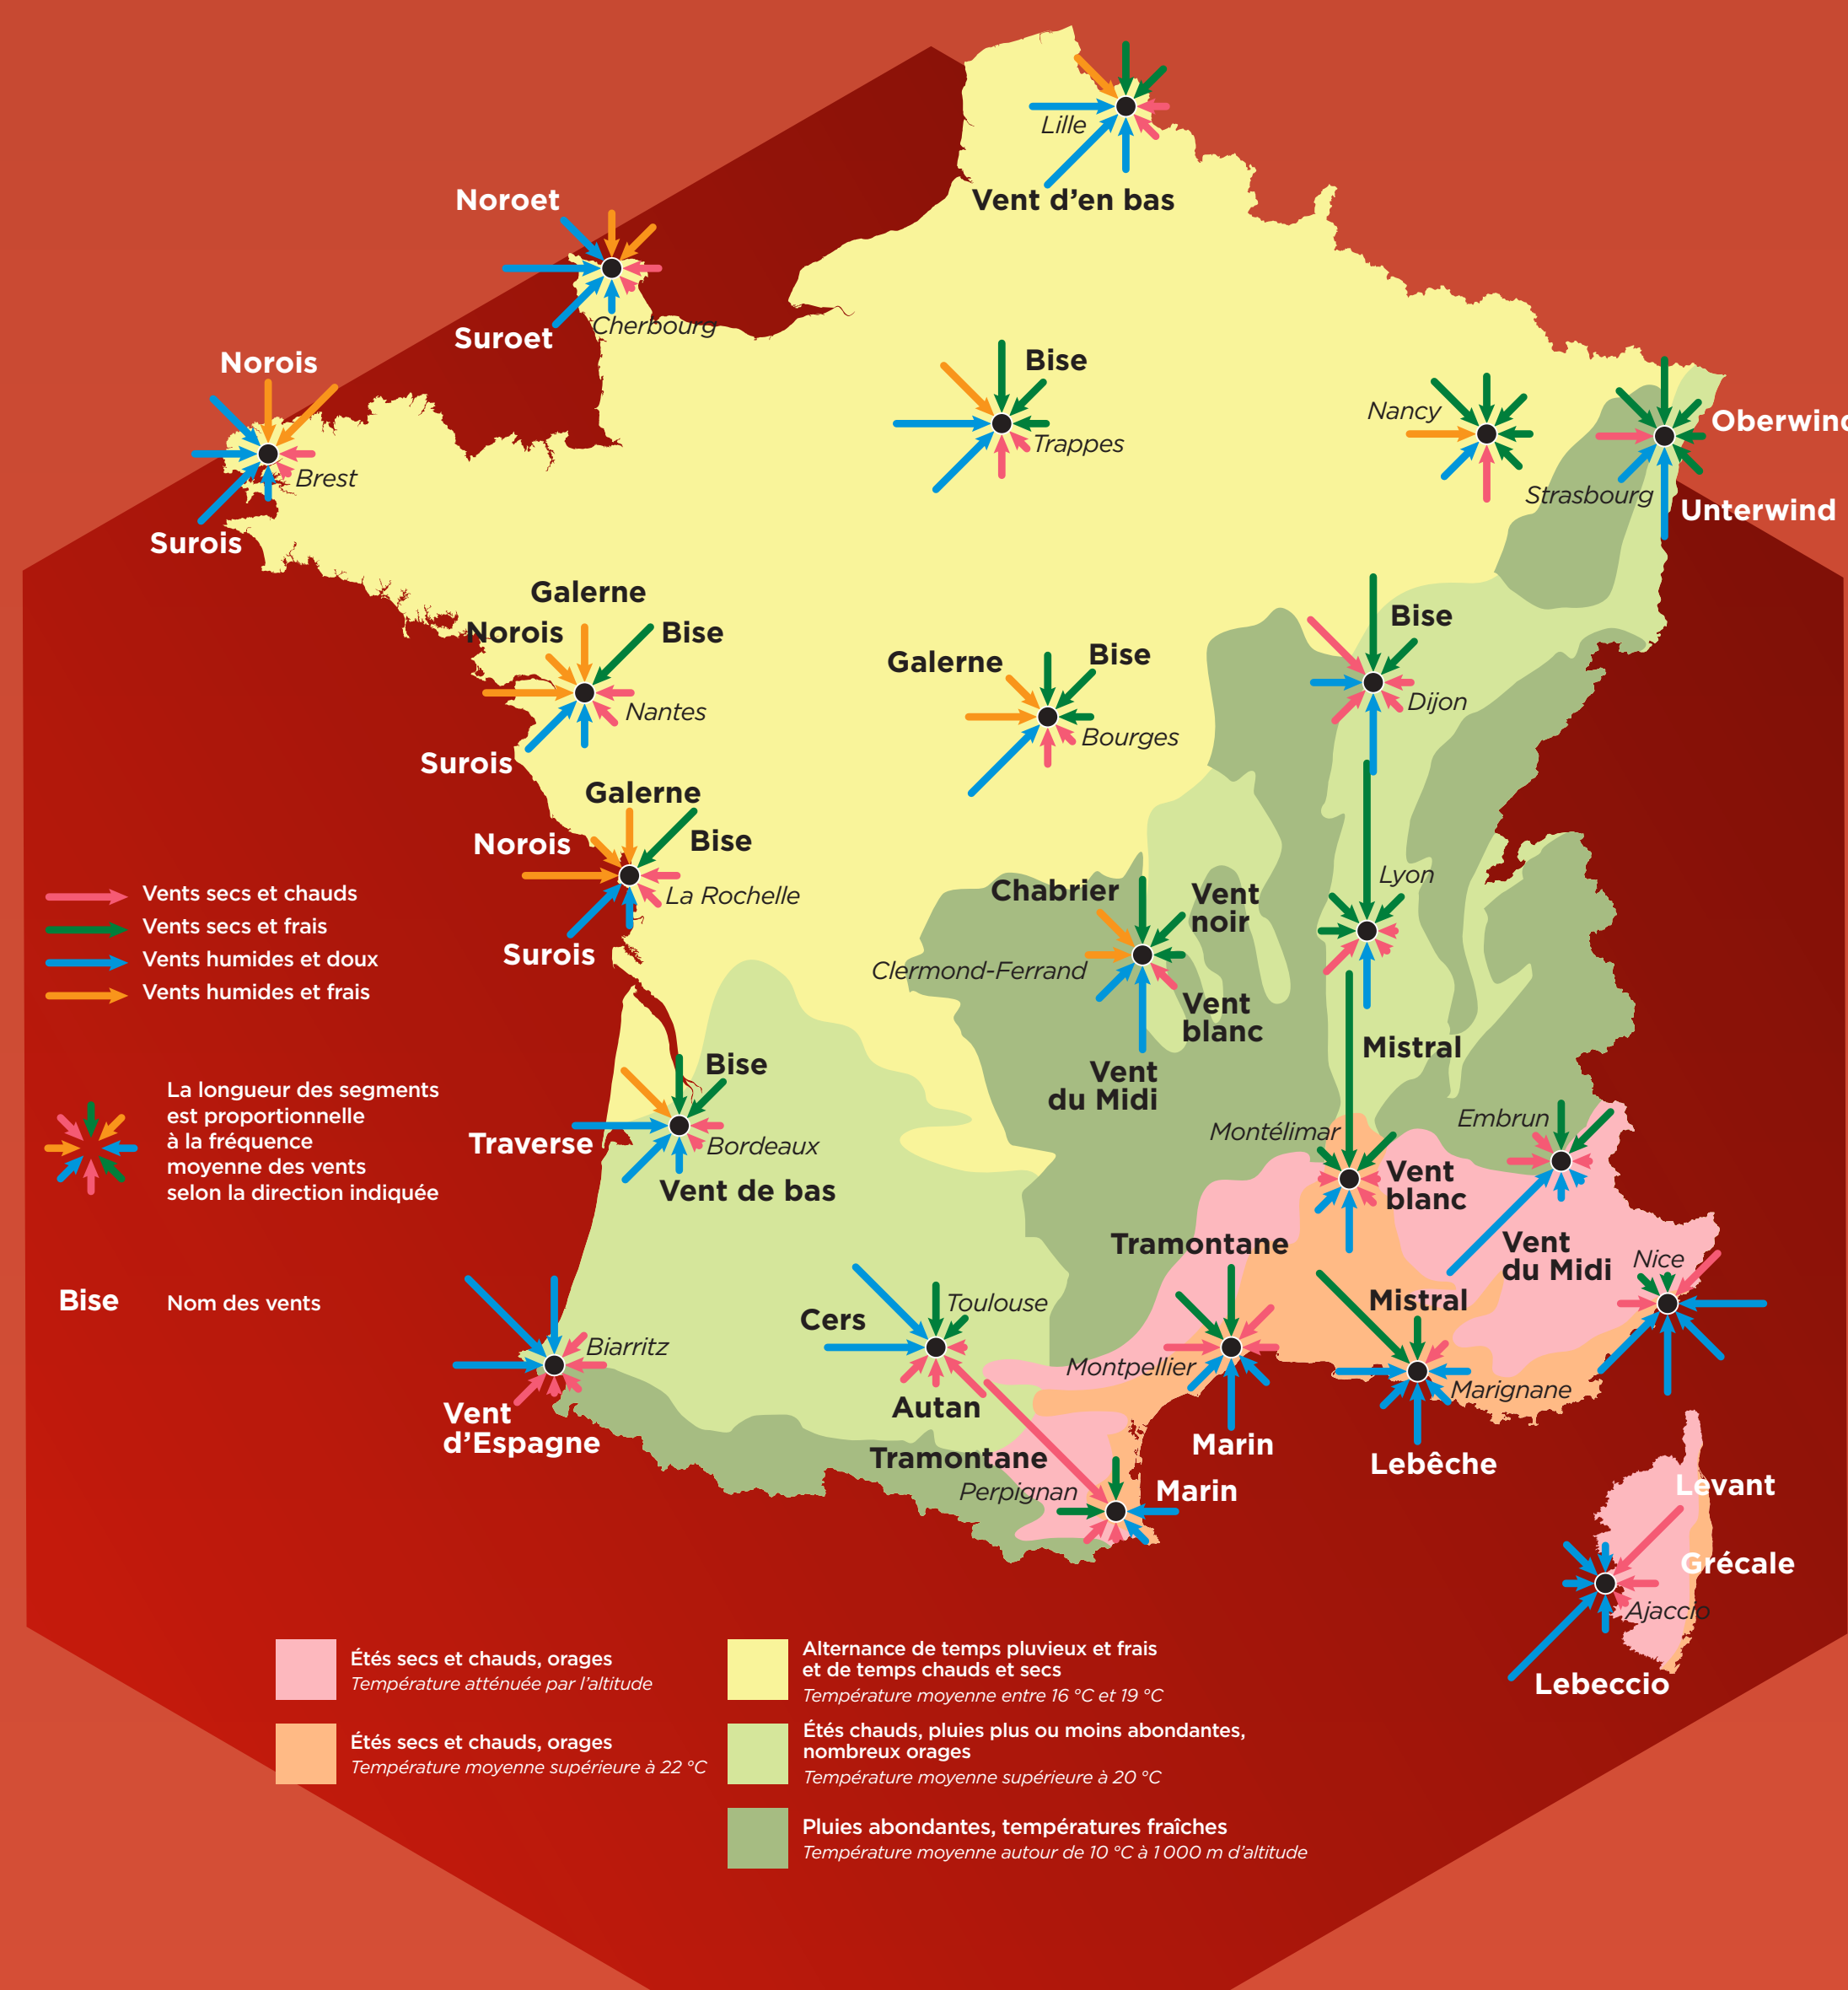 Lille
Vent d’en bas
Noroet
Suroet
Cherbourg
Norois
Brest
Surois
Bise
Trappes
Nancy
Oberwind
Strasbourg
Unterwind
Galerne
Norois
Bise
Nantes
Surois
Galerne
Bise
Bourges
Bise
Dijon
Galerne
Norois
Bise
La Rochelle
Surois
Lyon
Chabrier
Vent
noir
Clermond-Ferrand
Vent
blanc
Vent
du Midi
Mistral
Vents secs et chauds
Vents secs et frais
Vents humides et doux
Vents humides et frais
La longueur des segments
est proportionnelle
à la fréquence
moyenne des vents
selon la direction indiquée
Bise
Nom des vents
Bise
Traverse
Bordeaux
Vent de bas
Montélimar
Vent
blanc
Embrun
Vent
du Midi
Nice
Tramontane
Montpellier
Marin
Mistral
Marignane
Lebêche
Cers
Toulouse
Autan
Biarritz
Vent
d’Espagne
Tramontane
Perpignan
Marin
Levant
Grécale
Ajaccio
Lebeccio
Étés secs et chauds, orages
Température atténuée par l’altitude
Étés secs et chauds, orages
Température moyenne supérieure à 22 °C
Alternance de temps pluvieux et frais
et de temps chauds et secs
Température moyenne entre 16 °C et 19 °C
Étés chauds, pluies plus ou moins abondantes,
nombreux orages
Température moyenne supérieure à 20 °C
Pluies abondantes, températures fraîches
Température moyenne autour de 10 °C à 1 000 m d’altitude